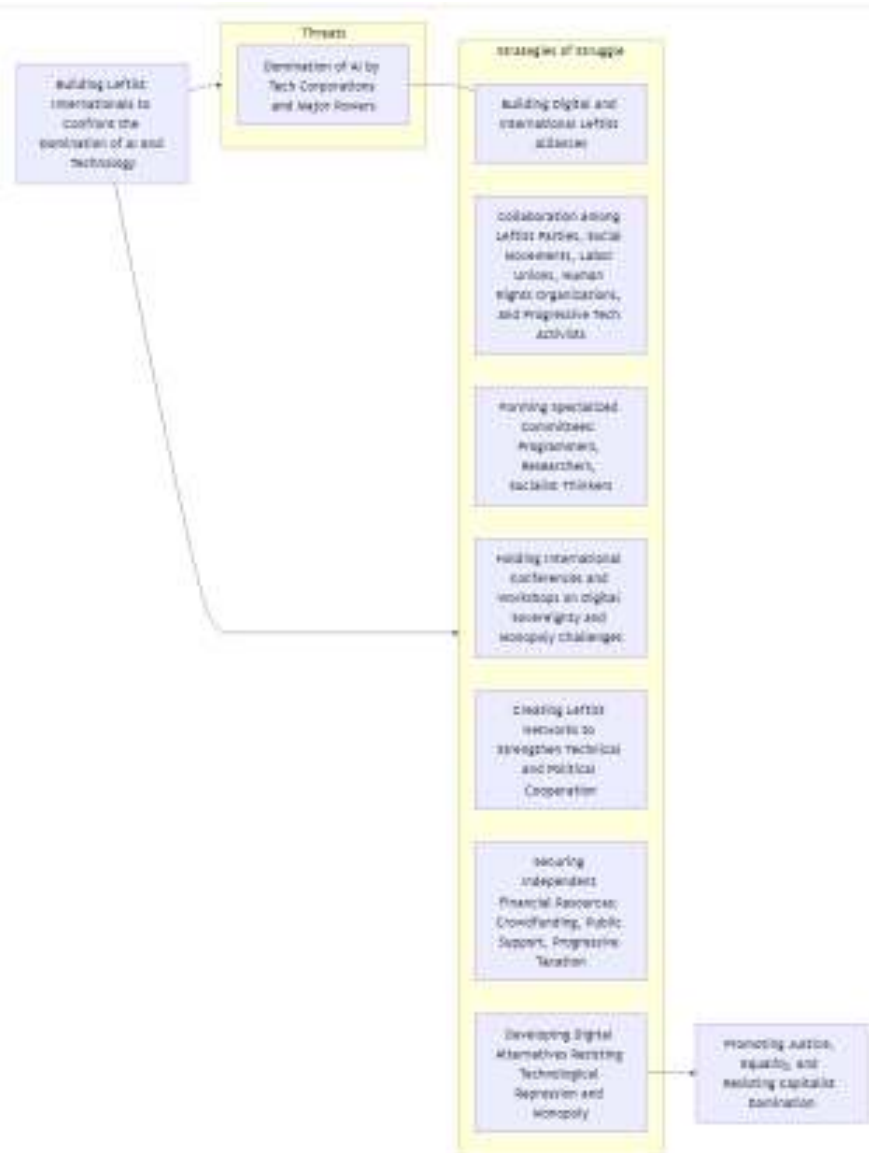 Threats
Strategies of Struggle
Building Leftist
Internationals to
Confront the
Domination of AI and
Technology
Domination of AI by
Tech Corporations
and Major Powers
Building Digital and
International Leftist
Alliances
Collaboration among
Leftist Parties, Social
Movements, Labor
Unions, Human
Rights Organizations,
and Progressive Tech
Activists
Forming Specialized
Committees:
Programmers,
Researchers,
Socialist Thinkers
Holding International
Conferences and
Workshops on Digital
Sovereignty and
Monopoly Challenges
Creating Leftist
Networks to
Strengthen Technical
and Political
Cooperation
Securing
Independent
Financial Resources:
Crowdfunding, Public
Support, Progressive
Taxation
Developing Digital
Alternatives Resisting
Technological
Repression and
Monopoly
Promoting Justice,
Equality, and
Resisting Capitalist
Domination